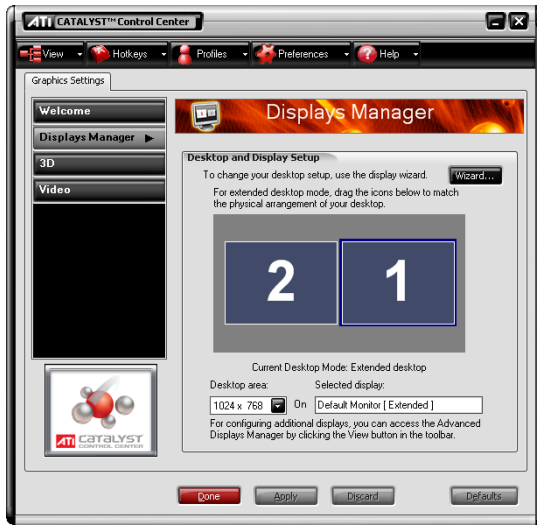 ATI CATALYST™ Control Center
View Hotkeys Profiles Preferences Help
Graphics Settings
Welcome
Displays Manager
3D
Video
Displays Manager
Desktop and Display Setup
To change your desktop setup, use the display wizard.
Wizard...
For extended desktop mode, drag the icons below to match
the physical arrangement of your desktop.
2 1
Current Desktop Mode: Extended desktop
Desktop area: Selected display:
1024 x 768 On Default Monitor [ Extended ]
For configuring additional displays, you can access the Advanced
Displays Manager by clicking the View button in the toolbar.
ATI CATALYST
CONTROL CENTER
Done Apply Discard Defaults